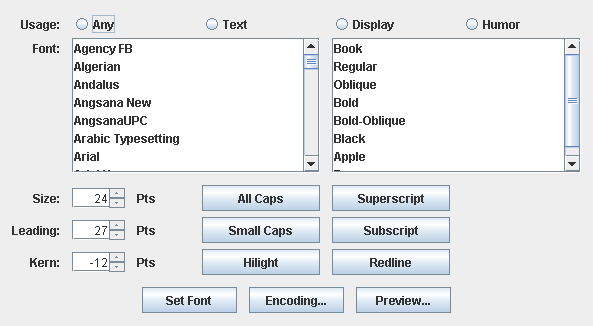 Usage: Any Text Display Humor
Font: Agency FB Book
Algerian Regular
Andalus Oblique
Angsana New Bold
AngsanaUPC Bold-Oblique
Arabic Typesetting Black
Arial Apple
Size: 24 Pts All Caps Superscript
Leading: 27 Pts Small Caps Subscript
Kern: -12 Pts Hilight Redline
Set Font Encoding... Preview...